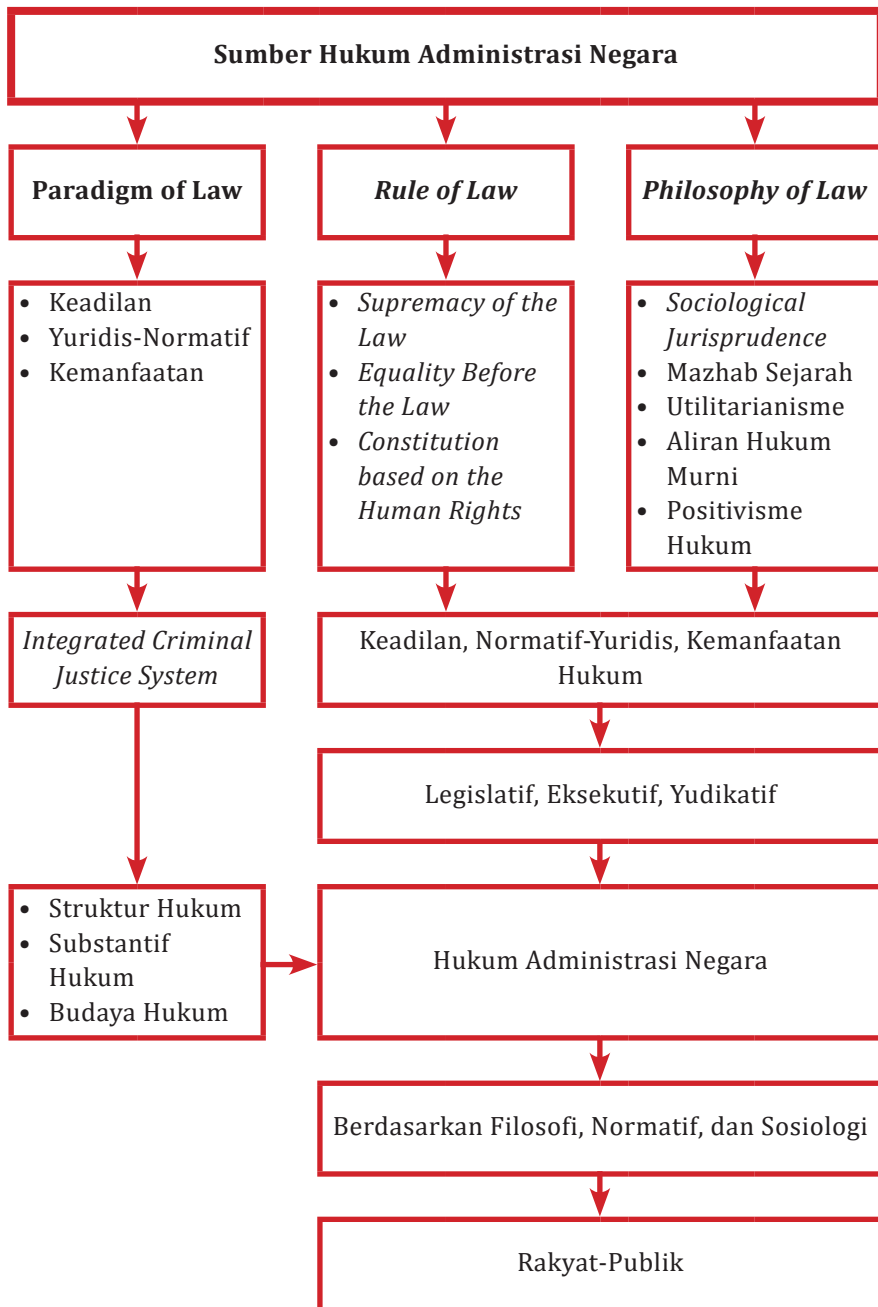 Sumber Hukum Administrasi Negara
Paradigm of Law
Rule of Law
Philosophy of Law
• Keadilan
• Yuridis-Normatif
• Kemanfaatan
• Supremacy of the
Law
• Equality Before
the Law
• Constitution
based on the
Human Rights
• Sociological
Jurisprudence
• Mazhab Sejarah
• Utilitarianisme
• Aliran Hukum
Murni
• Positivisme
Hukum
Integrated Criminal
Justice System
Keadilan, Normatif-Yuridis, Kemanfaatan
Hukum
Legislatif, Eksekutif, Yudikatif
• Struktur Hukum
• Substantif
Hukum
• Budaya Hukum
Hukum Administrasi Negara
Berdasarkan Filosofi, Normatif, dan Sosiologi
Rakyat-Publik